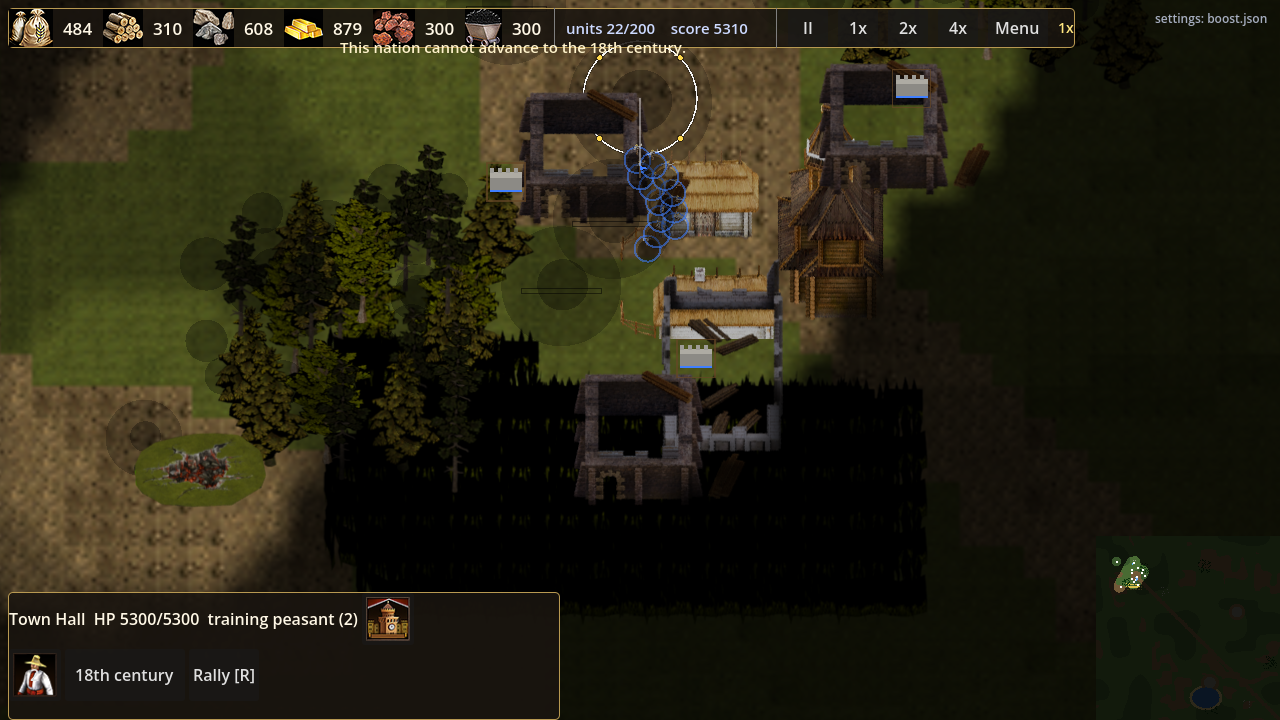 484 310 608 879 300 300 units 22/200 score 5310 II 1x 2x 4x Menu 1x
settings: boost.json
This nation cannot advance to the 18th century.
Town Hall HP 5300/5300 training peasant (2)
18th century Rally [R]